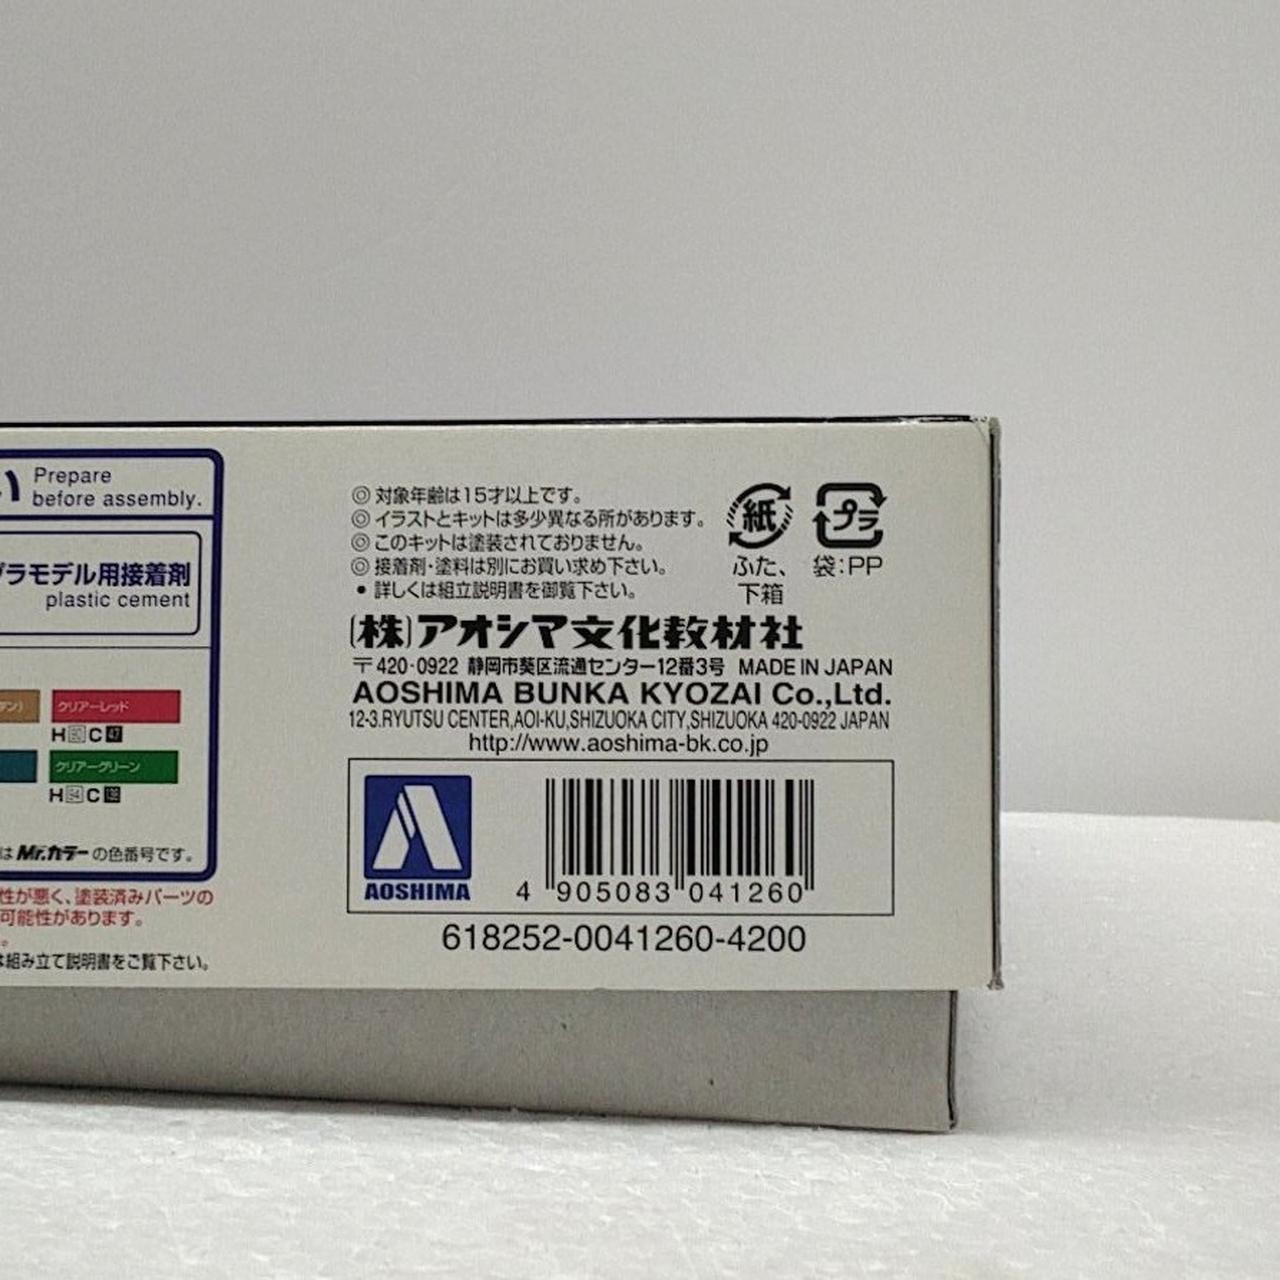 い Prepare
before assembly.
プラモデル用接着剤
plastic cement
クリアーレッド
H 90 C 47
クリアーグリーン
H 94 C 138
は Mr.カラー の色番号です。
性が悪く、塗装済みパーツの
可能性があります。
。
は組み立て説明書をご覧下さい。
◎対象年齢は15才以上です。
◎イラストとキットは多少異なる所があります。
◎このキットは塗装されておりません。
◎接着剤・塗料は別にお買い求め下さい。
•詳しくは組立説明書を御覧下さい。
紙
ふた、
下箱
プラ
袋:PP
(株)アオシマ文化教材社
〒420-0922 静岡市葵区流通センター12番3号 MADE IN JAPAN
AOSHIMA BUNKA KYOZAI Co.,Ltd.
12-3.RYUTSU CENTER,AOI-KU,SHIZUOKA CITY,SHIZUOKA 420-0922 JAPAN
http://www.aoshima-bk.co.jp
AOSHIMA
4 905083 041260
618252-0041260-4200